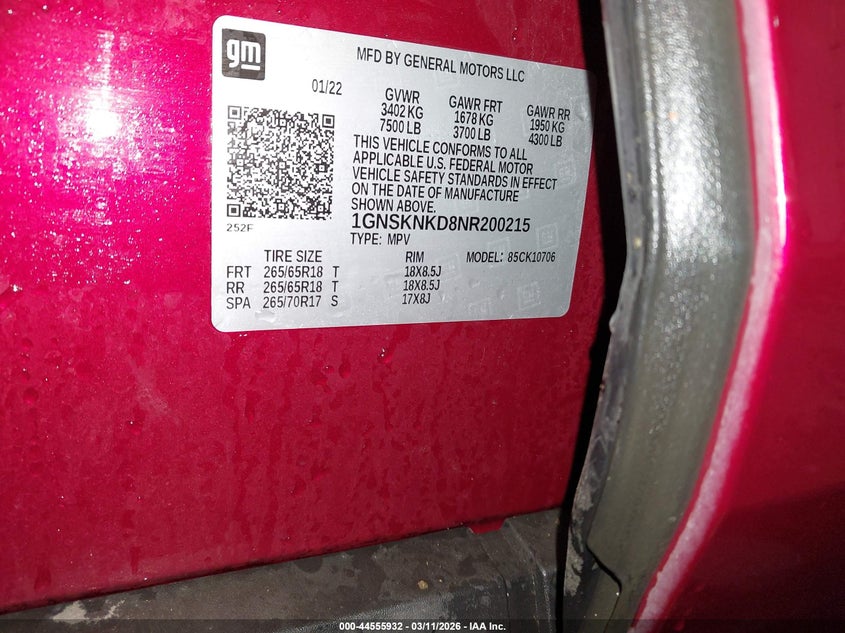 gm
MFD BY GENERAL MOTORS LLC
01/22
GVWR
3402 KG
7500 LB
GAWR FRT
1678 KG
3700 LB
GAWR RR
1950 KG
4300 LB
THIS VEHICLE CONFORMS TO ALL
APPLICABLE U.S. FEDERAL MOTOR
VEHICLE SAFETY STANDARDS IN EFFECT
ON THE DATE OF MANUFACTURE
SHOWN ABOVE.
252F
1GNSKNKD8NR200215
TYPE: MPV
TIRE SIZE RIM MODEL: 85CK10706
FRT 265/65R18 T 18X8.5J
RR 265/65R18 T 18X8.5J
SPA 265/70R17 S 17X8J
000-44555932 - 03/11/2026 - IAA Inc.